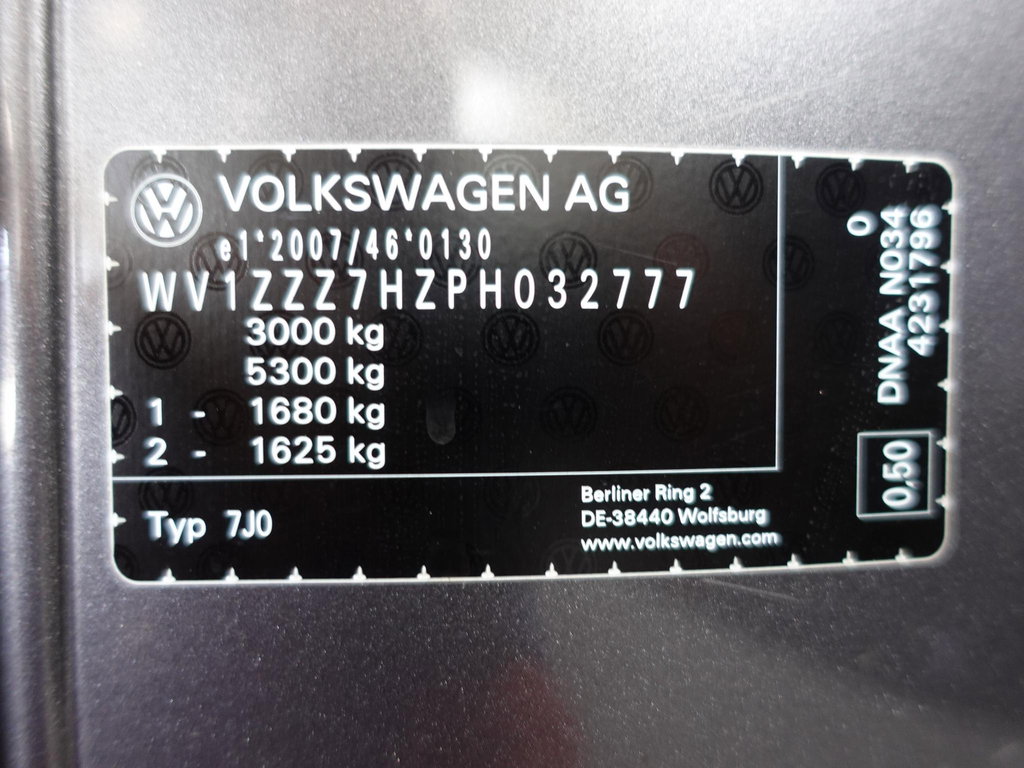 VOLKSWAGEN AG
e1*2007/46*0130
WV1ZZZ7HZPH032777
3000 kg
5300 kg
1 - 1680 kg
2 - 1625 kg
Typ 7J0
Berliner Ring 2
DE-38440 Wolfsburg
www.volkswagen.com
0
DNAA N034
4231796
0,50